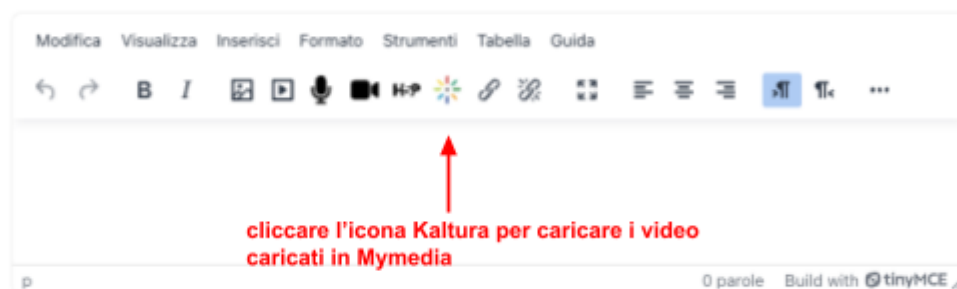 Modifica Visualizza Inserisci Formato Strumenti Tabella Guida
B I H-P
cliccare l'icona Kaltura per caricare i video
caricati in Mymedia
p 0 parole Build with tinyMCE